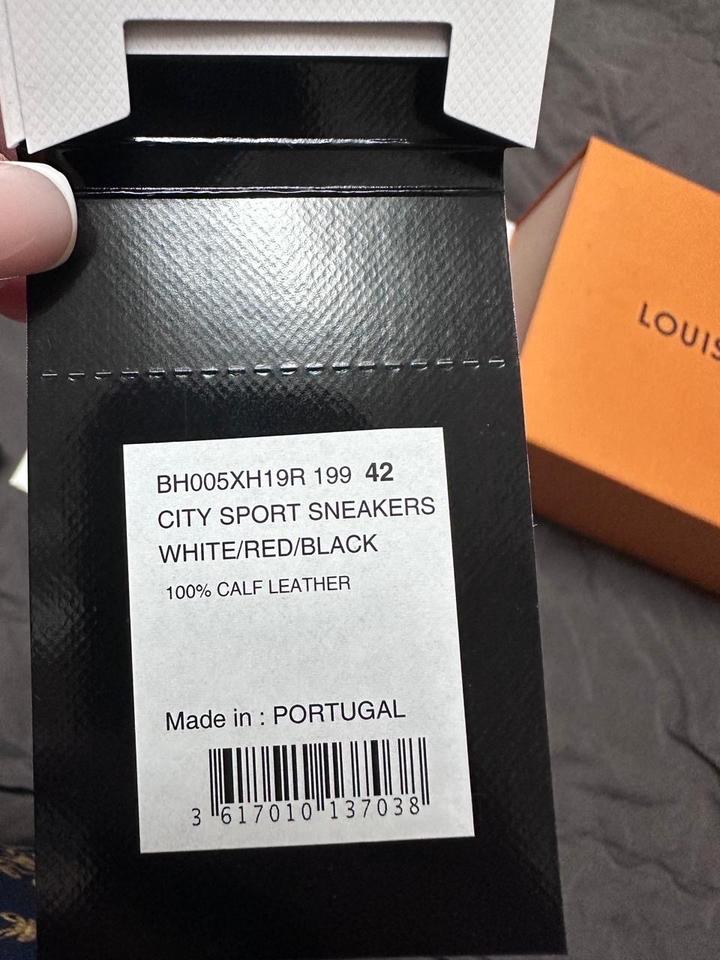 BH005XH19R 199 42
CITY SPORT SNEAKERS
WHITE/RED/BLACK
100% CALF LEATHER
Made in : PORTUGAL
3 617010 137038
LOUIS